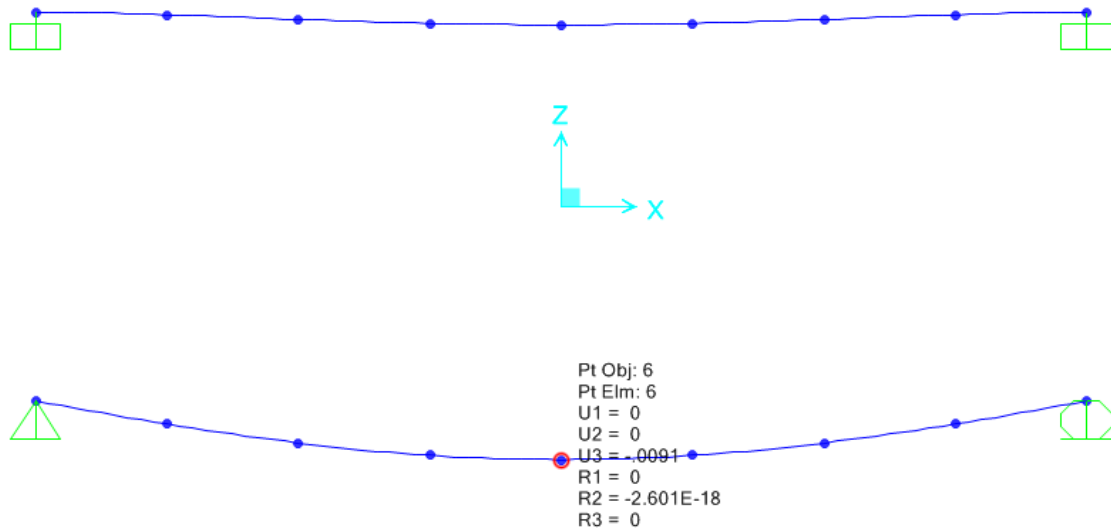 Z
X
Pt Obj: 6
Pt Elm: 6
U1 = 0
U2 = 0
U3 = -.0091
R1 = 0
R2 = -2.601E-18
R3 = 0